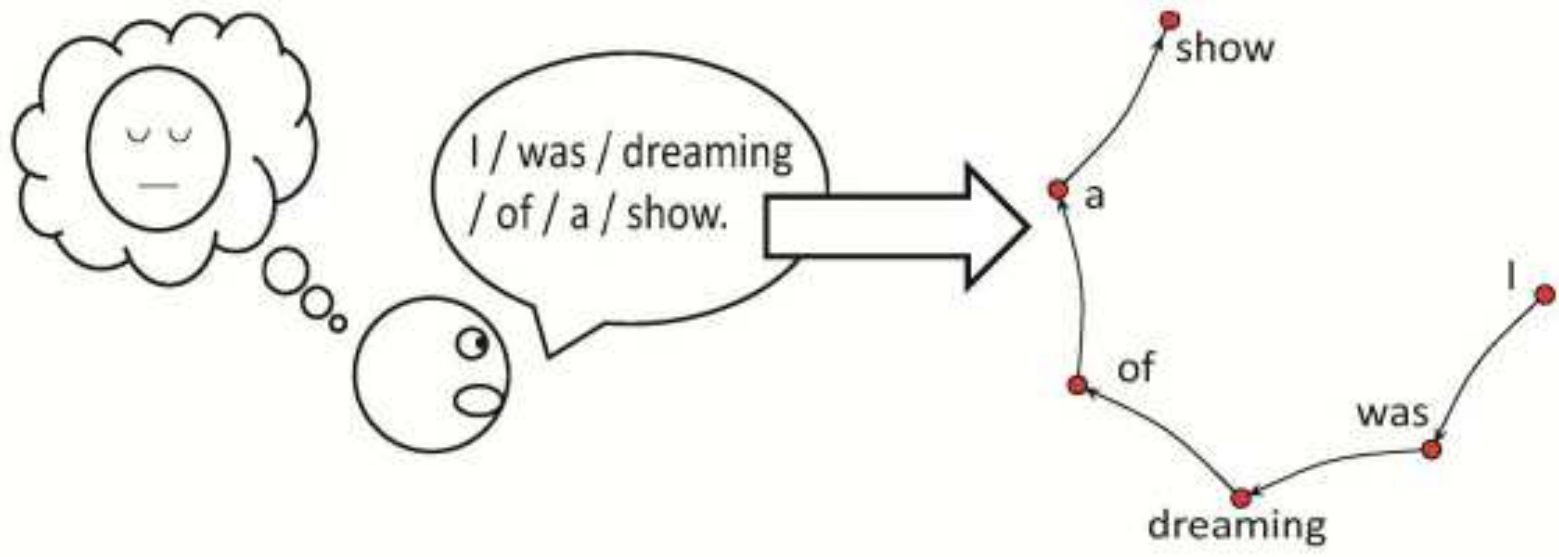 I / was / dreaming
/ of / a / show.
show
a
I
of
was
dreaming